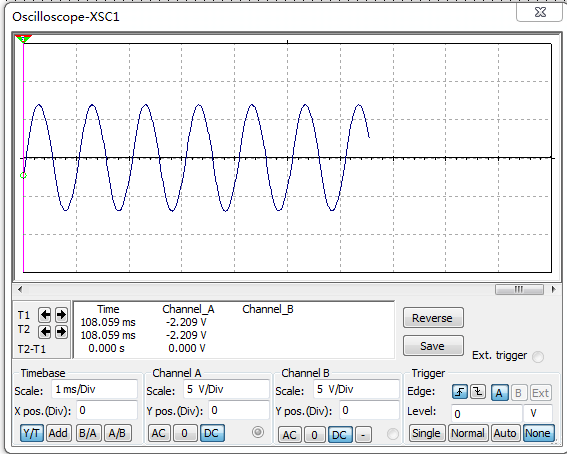 Oscilloscope-XSC1
T1
T2
T2-T1
Time Channel_A Channel_B
108.059 ms -2.209 V
108.059 ms -2.209 V
0.000 s 0.000 V
Reverse
Save
Ext. trigger
Timebase
Scale: 1 ms/Div
X pos.(Div): 0
Y/T Add B/A A/B
Channel A
Scale: 5 V/Div
Y pos.(Div): 0
AC 0 DC
Channel B
Scale: 5 V/Div
Y pos.(Div): 0
AC 0 DC -
Trigger
Edge: A B Ext
Level: 0 V
Single Normal Auto None